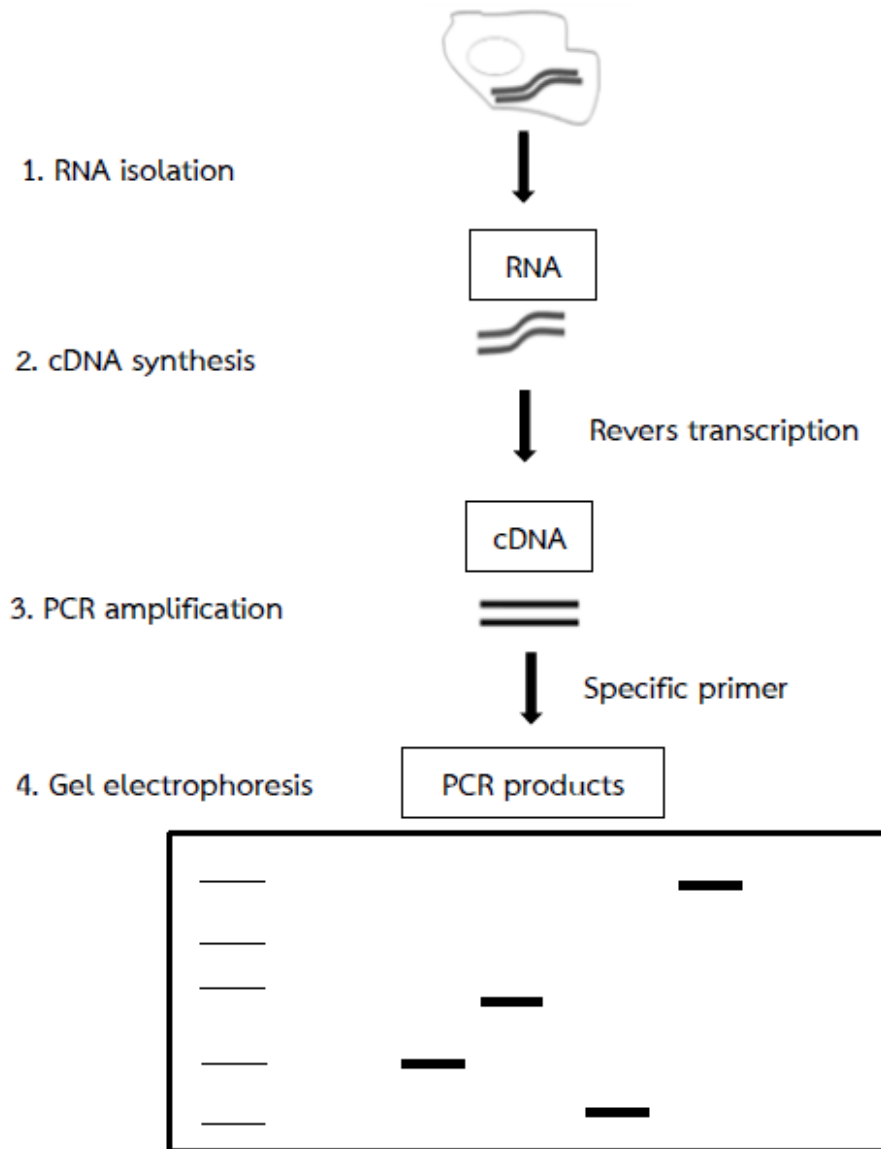 1. RNA isolation
RNA
2. cDNA synthesis
Revers transcription
cDNA
3. PCR amplification
Specific primer
4. Gel electrophoresis
PCR products